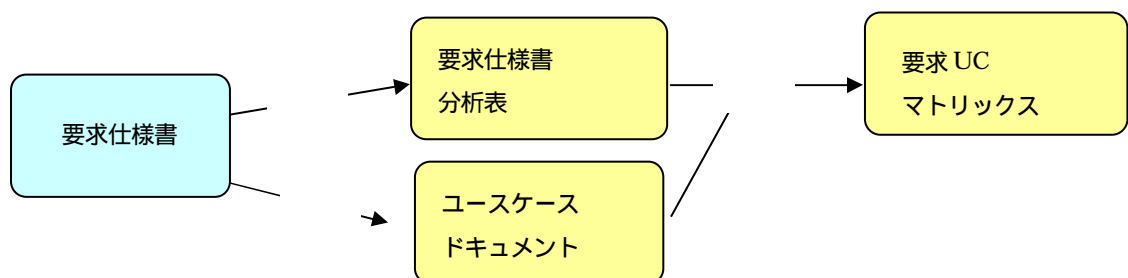 要求仕様書
要求仕様書
分析表
ユースケース
ドキュメント
要求 UC
マトリックス